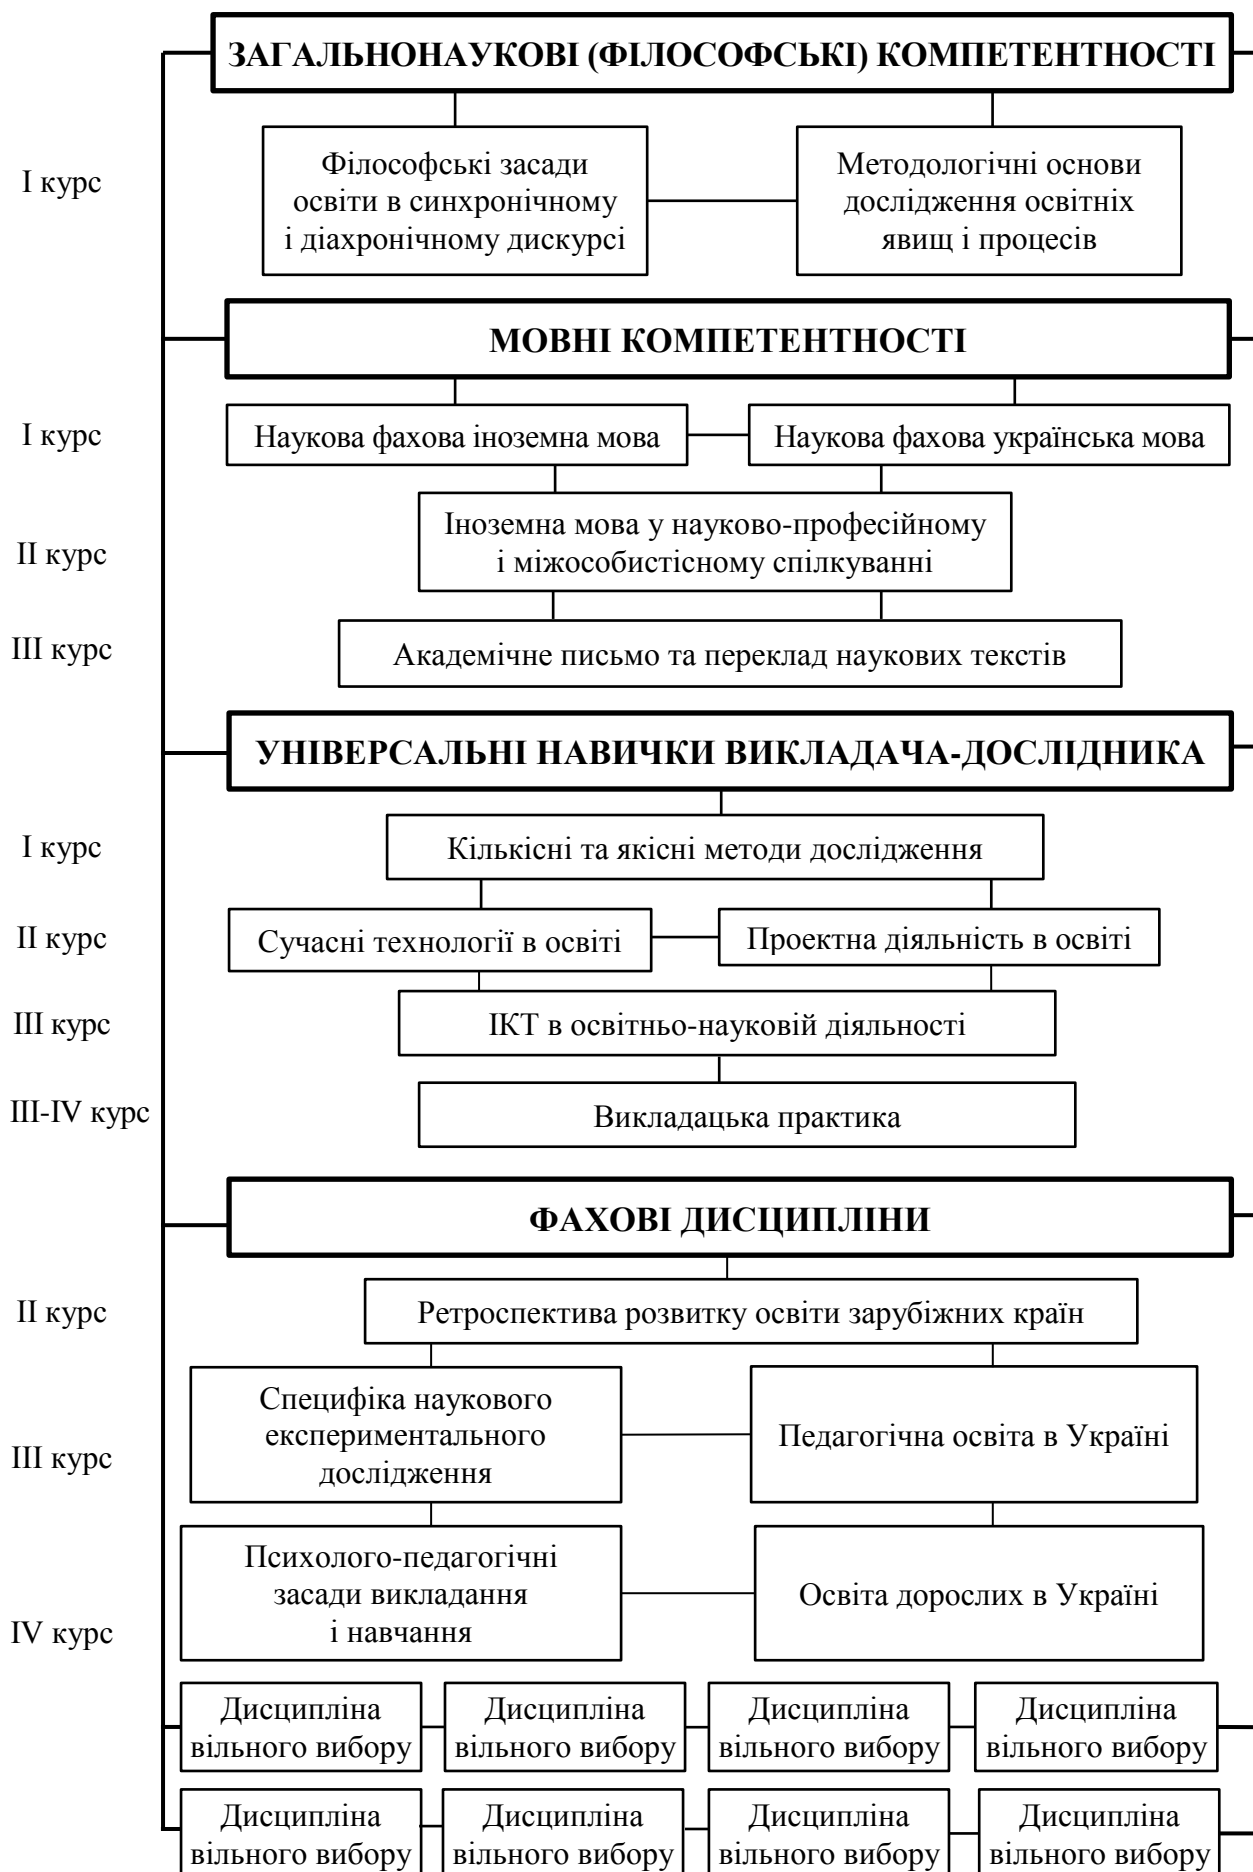 ЗАГАЛЬНОНАУКОВІ (ФІЛОСОФСЬКІ) КОМПЕТЕНТНОСТІ
І курс
Філософські засади
освіти в синхронічному
і діахронічному дискурсі
Методологічні основи
дослідження освітніх
явищ і процесів
МОВНІ КОМПЕТЕНТНОСТІ
І курс
Наукова фахова іноземна мова
Наукова фахова українська мова
ІІ курс
Іноземна мова у науково-професійному
і міжособистісному спілкуванні
ІІІ курс
Академічне письмо та переклад наукових текстів
УНІВЕРСАЛЬНІ НАВИЧКИ ВИКЛАДАЧА-ДОСЛІДНИКА
І курс
Кількісні та якісні методи дослідження
ІІ курс
Сучасні технології в освіті
Проектна діяльність в освіті
ІІІ курс
ІКТ в освітньо-науковій діяльності
ІІІ-IV курс
Викладацька практика
ФАХОВІ ДИСЦИПЛІНИ
ІІ курс
Ретроспектива розвитку освіти зарубіжних країн
ІІІ курс
Специфіка наукового
експериментального
дослідження
Педагогічна освіта в Україні
IV курс
Психолого-педагогічні
засади викладання
і навчання
Освіта дорослих в Україні
Дисципліна
вільного вибору
Дисципліна
вільного вибору
Дисципліна
вільного вибору
Дисципліна
вільного вибору
Дисципліна
вільного вибору
Дисципліна
вільного вибору
Дисципліна
вільного вибору
Дисципліна
вільного вибору